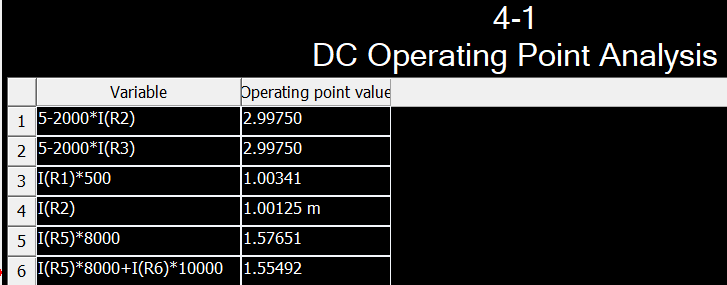 4-1
DC Operating Point Analysis
Variable Operating point value
1 5-2000*I(R2) 2.99750
2 5-2000*I(R3) 2.99750
3 I(R1)*500 1.00341
4 I(R2) 1.00125 m
5 I(R5)*8000 1.57651
6 I(R5)*8000+I(R6)*10000 1.55492